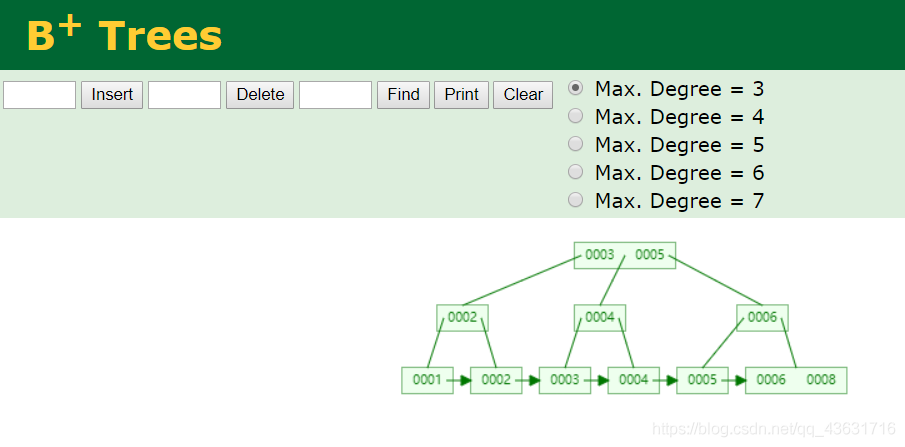 B+ Trees
Insert Delete Find Print Clear
Max. Degree = 3
Max. Degree = 4
Max. Degree = 5
Max. Degree = 6
Max. Degree = 7
0003 0005
0002 0004 0006
0001 0002 0003 0004 0005 0006 0008
https://blog.csdn.net/qq_43631716